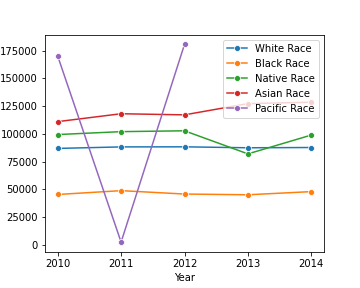 175000
150000
125000
100000
75000
50000
25000
0
2010 2011 2012 2013 2014
Year
White Race
Black Race
Native Race
Asian Race
Pacific Race